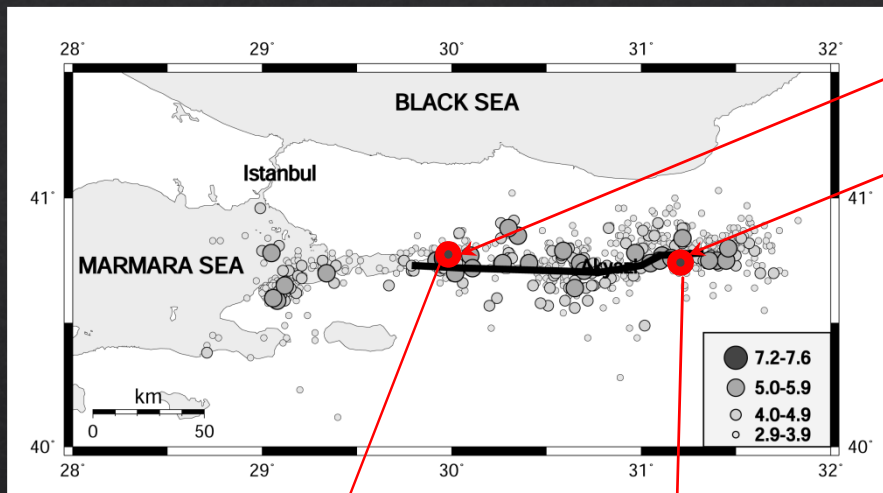 28° 29° 30° 31° 32°
BLACK SEA
Istanbul
41° 41°
MARMARA SEA
Akyazi
7.2-7.6
5.0-5.9
km
4.0-4.9
0 50
2.9-3.9
40° 40°
28° 29° 30° 31° 32°